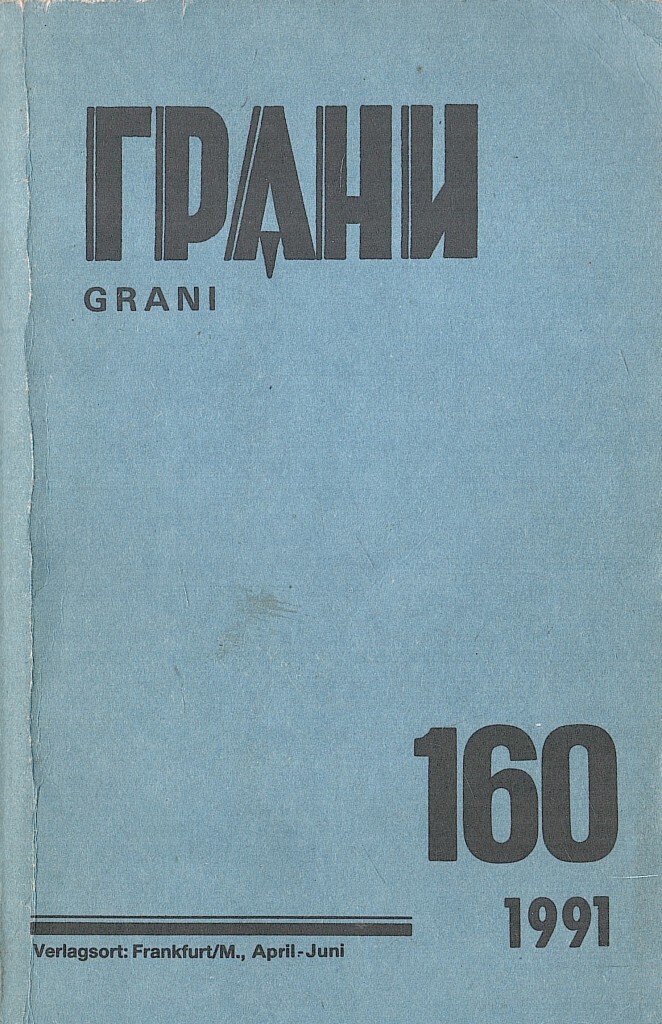 ГРАНИ
GRANI
160
1991
Verlagsort: Frankfurt/M., April-Juni